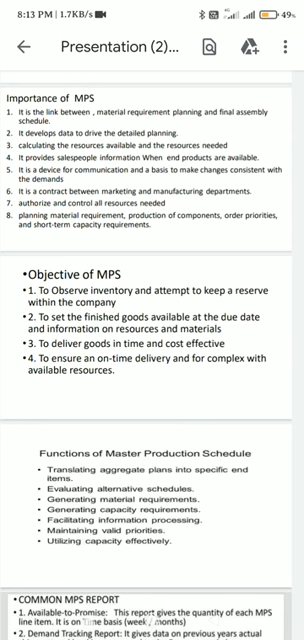 8:13 PM | 1.7KB/s
4G
49%
Presentation (2)...
Importance of MPS
1. It is the link between , material requirement planning and final assembly
schedule.
2. It develops data to drive the detailed planning.
3. calculating the resources available and the resources needed
4. It provides salespeople information When end products are available.
5. It is a device for communication and a basis to make changes consistent with
the demands
6. It is a contract between marketing and manufacturing departments.
7. authorize and control all resources needed
8. planning material requirement, production of components, order priorities,
and short-term capacity requirements.
•Objective of MPS
•1. To Observe inventory and attempt to keep a reserve
within the company
•2. To set the finished goods available at the due date
and information on resources and materials
•3. To deliver goods in time and cost effective
•4. To ensure an on-time delivery and for complex with
available resources.
Functions of Master Production Schedule
• Translating aggregate plans into specific end
items.
• Evaluating alternative schedules.
• Generating material requirements.
• Generating capacity requirements.
• Facilitating information processing.
• Maintaining valid priorities.
• Utilizing capacity effectively.
• COMMON MPS REPORT
• 1. Available-to-Promise: This report gives the quantity of each MPS
line item. It is on Time basis (week / months)
• 2. Demand Tracking Report: It gives data on previous years actual